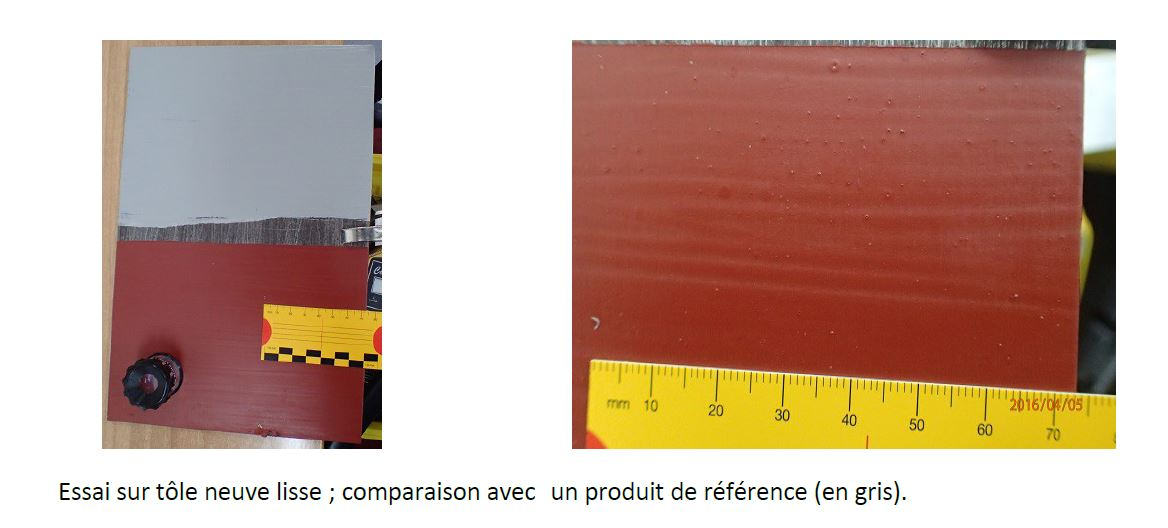 2016/04/05
mm 10 20 30 40 50 60 70
Essai sur tôle neuve lisse ; comparaison avec un produit de référence (en gris).